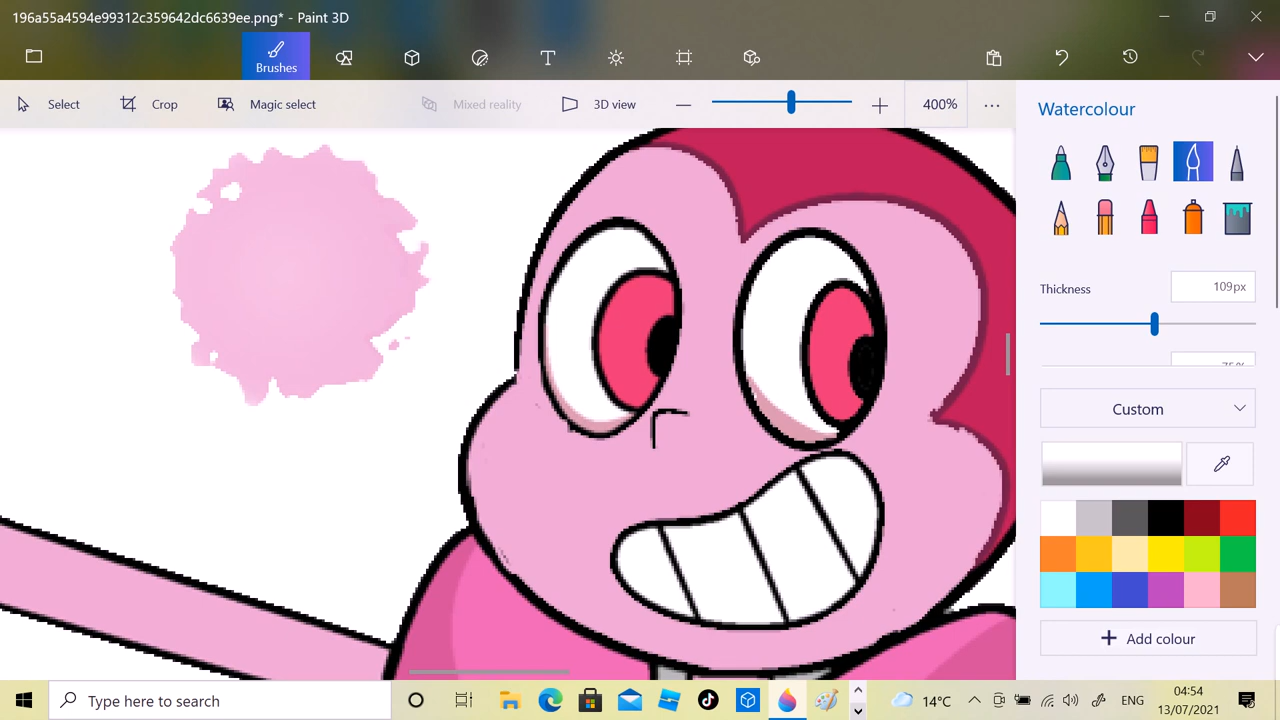 196a55a4594e99312c359642dc6639ee.png* - Paint 3D
Brushes
Select
Crop
Magic select
Mixed reality
3D view
400%
Watercolour
Thickness
109px
Custom
Add colour
Type here to search
14°C
ENG
04:54
13/07/2021